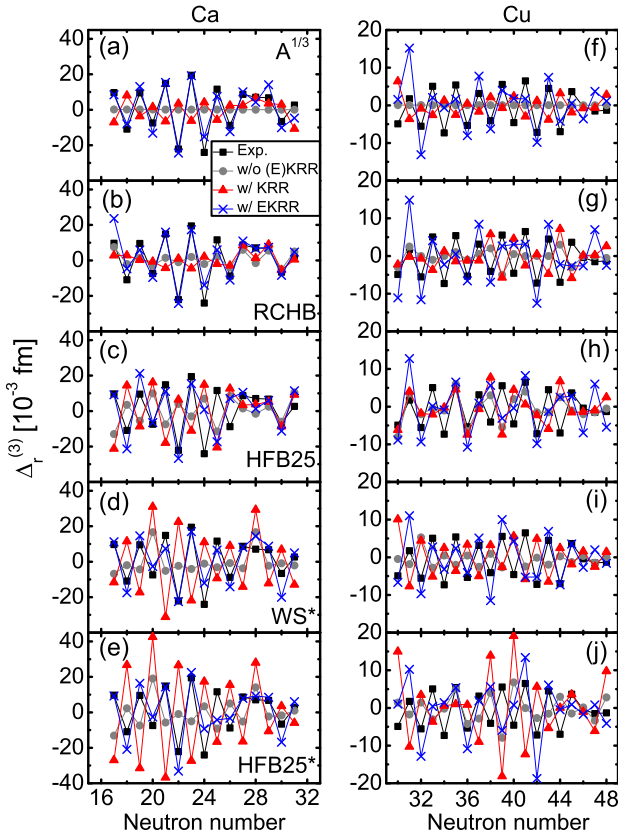 Ca Cu
40 (a) A^1/3 20 (f)
20 10
0 0
-20 -10
Exp.
w/o (E)KRR
w/ KRR
w/ EKRR
40 (b) 20 (g)
20 10
0 0
-20 -10
RCHB
40 (c) 20 (h)
20 10
0 0
-20 -10
HFB25
Δ_r^(3) [10^-3 fm]
40 (d) 20 (i)
20 10
0 0
-20 -10
WS*
40 (e) 20 (j)
20 10
0 0
-20 -10
HFB25*
-40 20
16 20 24 28 32 32 36 40 44 48
Neutron number Neutron number